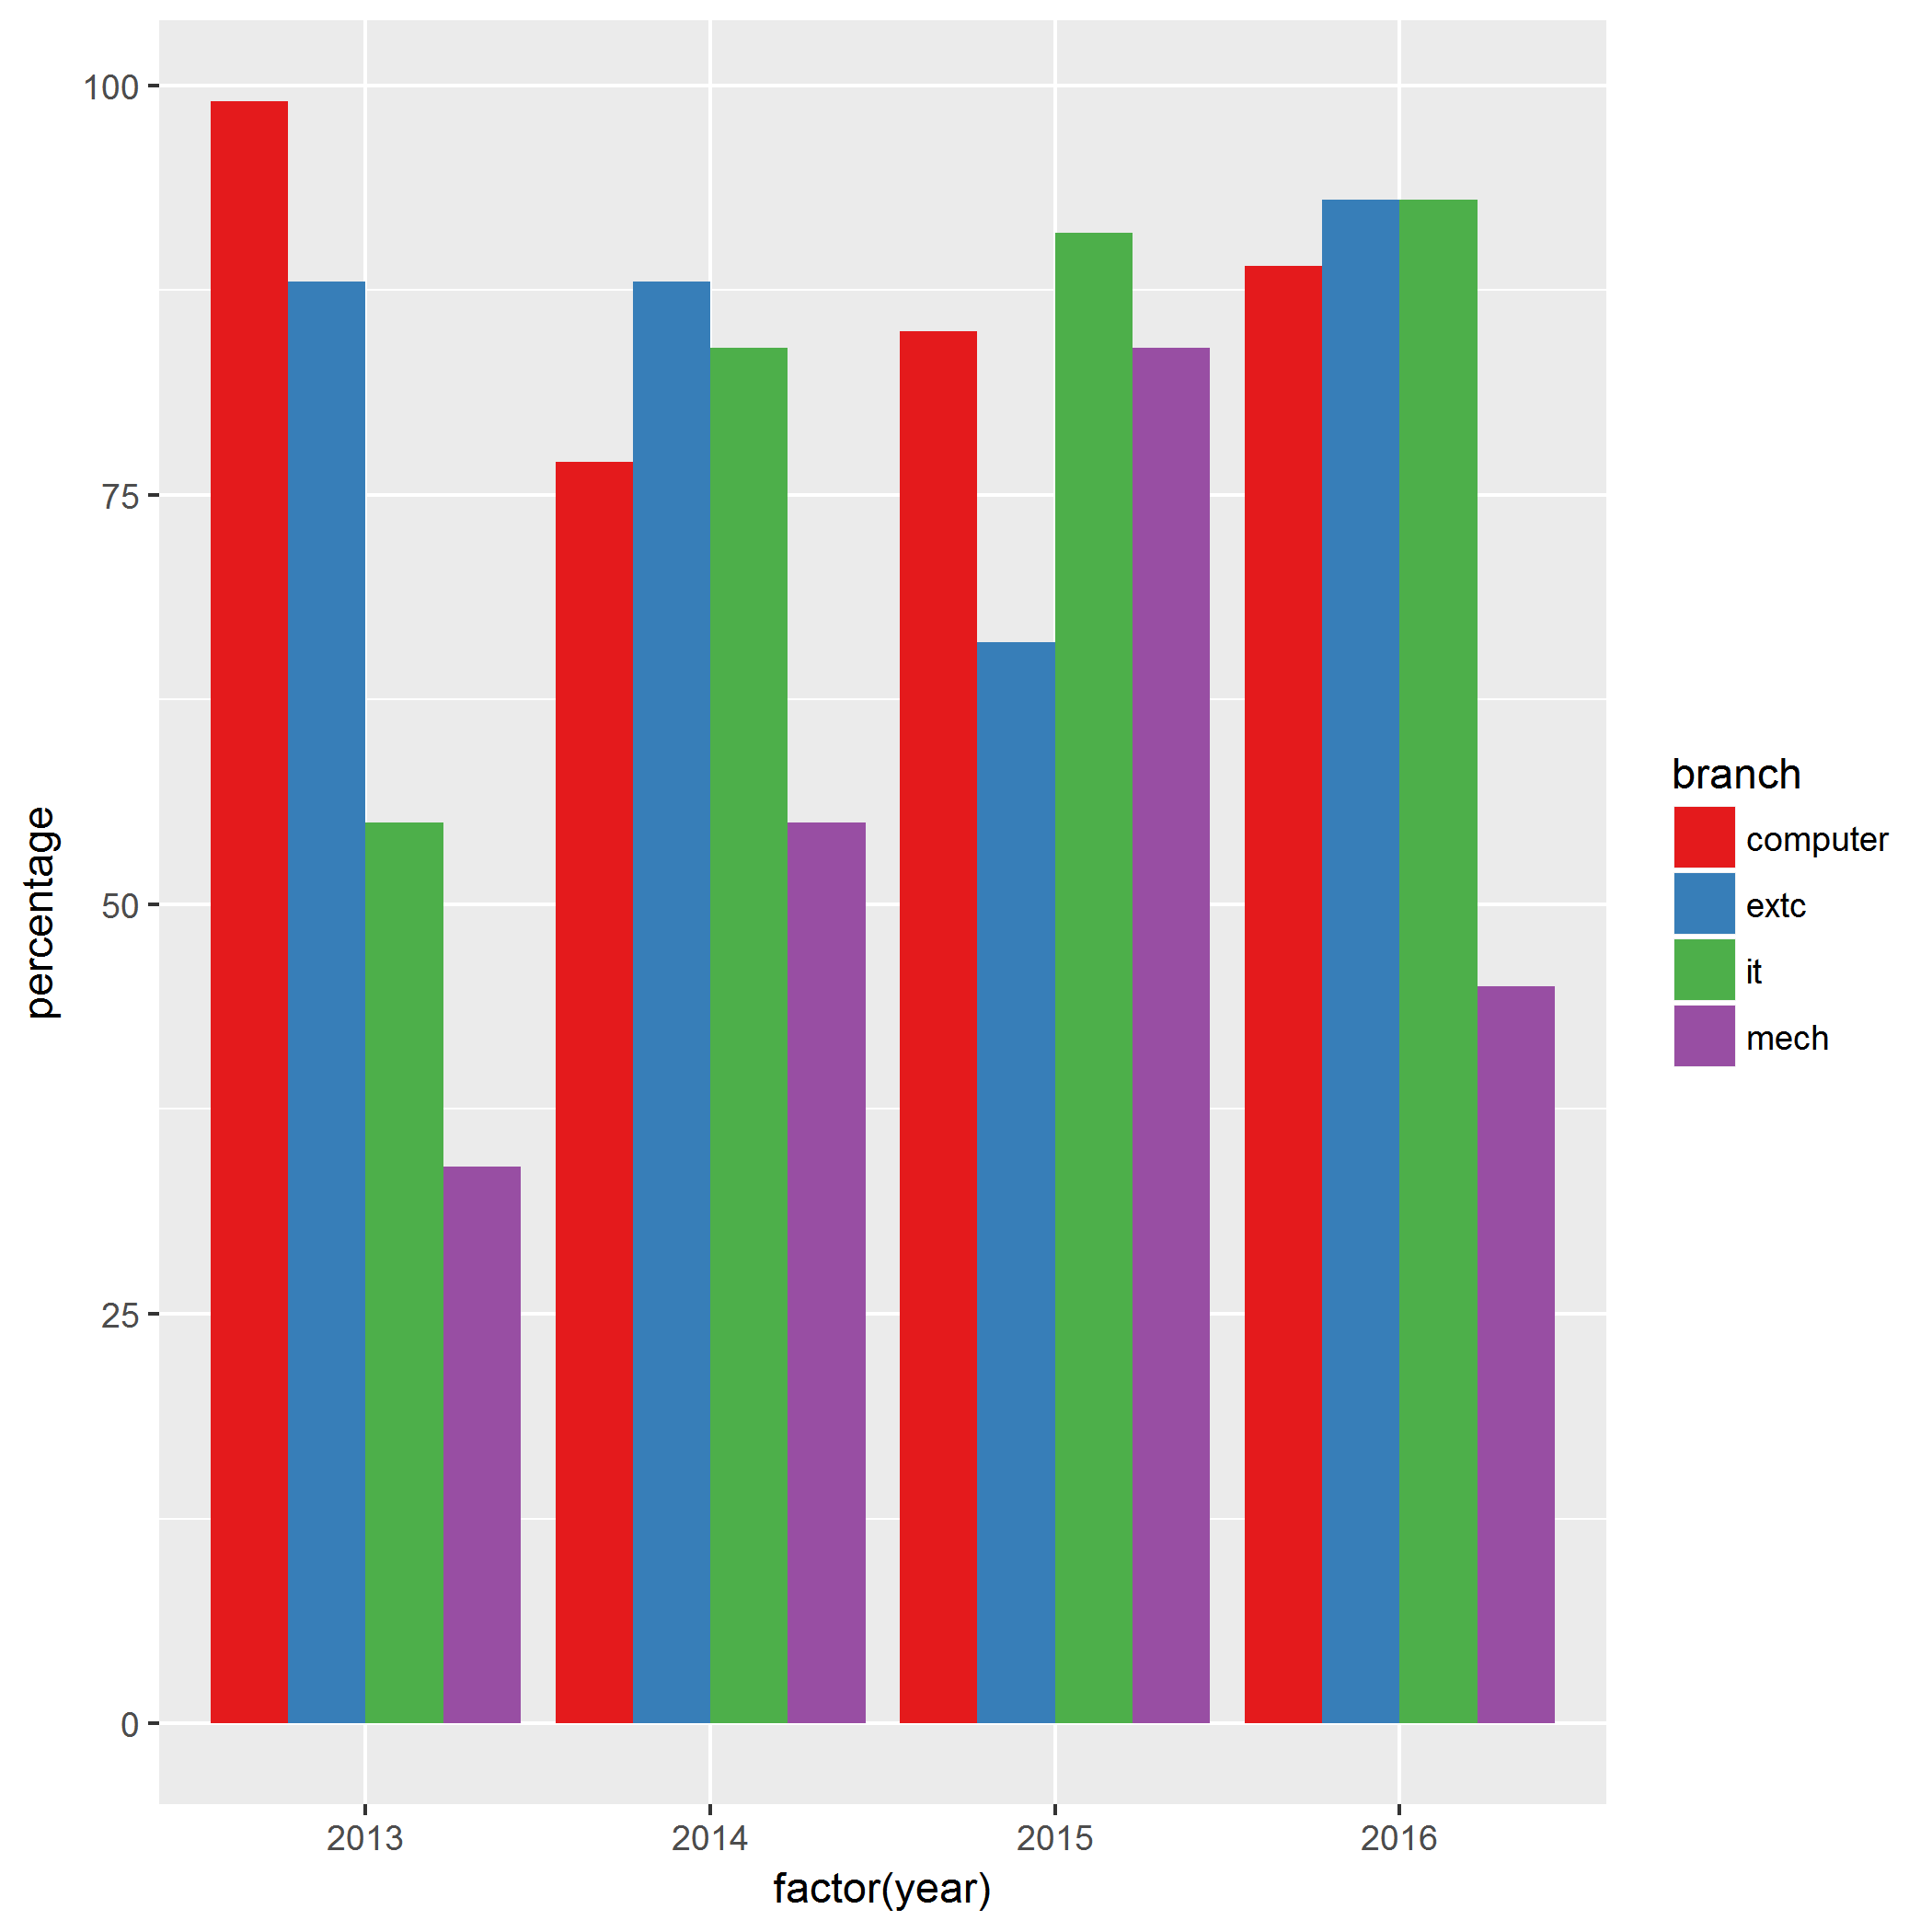 100
75
50
25
0
percentage
2013 2014 2015 2016
factor(year)
branch
computer
extc
it
mech